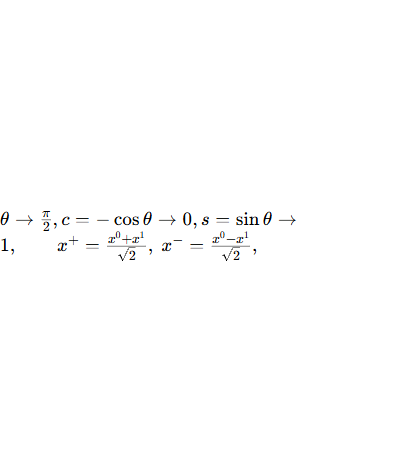 θ → π/2, c = − cos θ → 0, s = sin θ →
1, x⁺ = (x⁰+x¹)/√2, x⁻ = (x⁰−x¹)/√2,